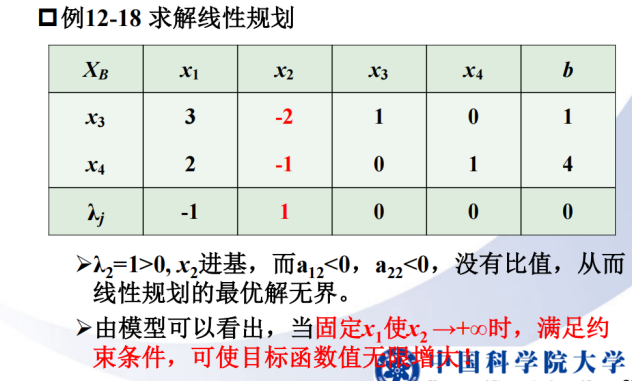 例12-18 求解线性规划
X_B x₁ x₂ x₃ x₄ b
x₃ 3 -2 1 0 1
x₄ 2 -1 0 1 4
λⱼ -1 1 0 0 0
➢λ₂=1>0, x₂进基，而a₁₂<0，a₂₂<0，没有比值，从而
线性规划的最优解无界。
➢由模型可以看出，当固定x₁使x₂→+∞时，满足约
束条件，可使目标函数值无限增大
中国科学院大学